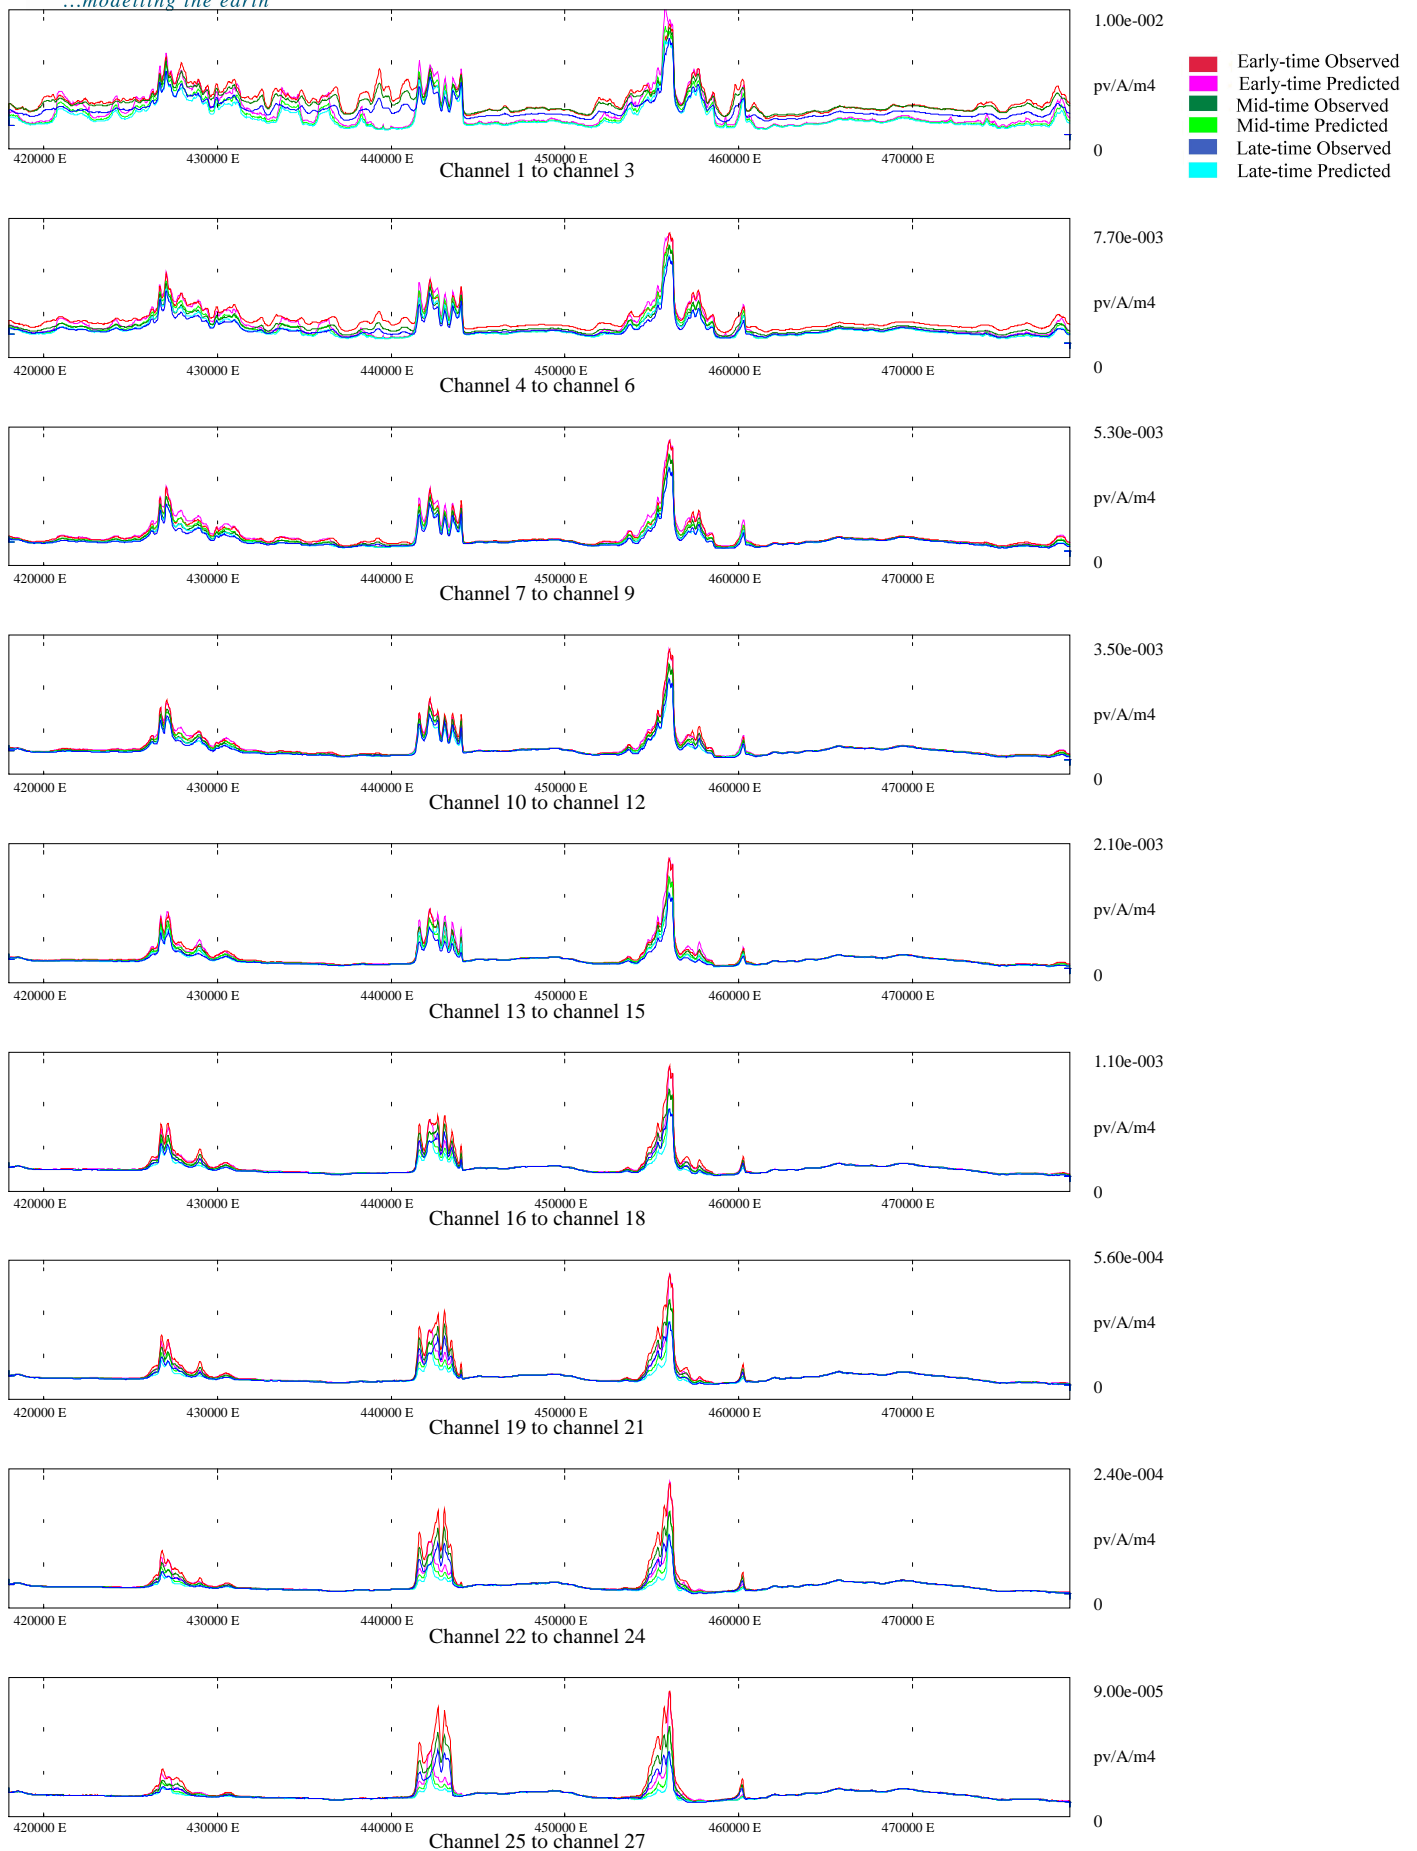 ...modelling the earth
1.00e-002
pv/A/m4
0
Early-time Observed
Early-time Predicted
Mid-time Observed
Mid-time Predicted
Late-time Observed
Late-time Predicted
420000 E 430000 E 440000 E 450000 E 460000 E 470000 E
Channel 1 to channel 3
7.70e-003
pv/A/m4
0
420000 E 430000 E 440000 E 450000 E 460000 E 470000 E
Channel 4 to channel 6
5.30e-003
pv/A/m4
0
420000 E 430000 E 440000 E 450000 E 460000 E 470000 E
Channel 7 to channel 9
3.50e-003
pv/A/m4
0
420000 E 430000 E 440000 E 450000 E 460000 E 470000 E
Channel 10 to channel 12
2.10e-003
pv/A/m4
0
420000 E 430000 E 440000 E 450000 E 460000 E 470000 E
Channel 13 to channel 15
1.10e-003
pv/A/m4
0
420000 E 430000 E 440000 E 450000 E 460000 E 470000 E
Channel 16 to channel 18
5.60e-004
pv/A/m4
0
420000 E 430000 E 440000 E 450000 E 460000 E 470000 E
Channel 19 to channel 21
2.40e-004
pv/A/m4
0
420000 E 430000 E 440000 E 450000 E 460000 E 470000 E
Channel 22 to channel 24
9.00e-005
pv/A/m4
0
420000 E 430000 E 440000 E 450000 E 460000 E 470000 E
Channel 25 to channel 27